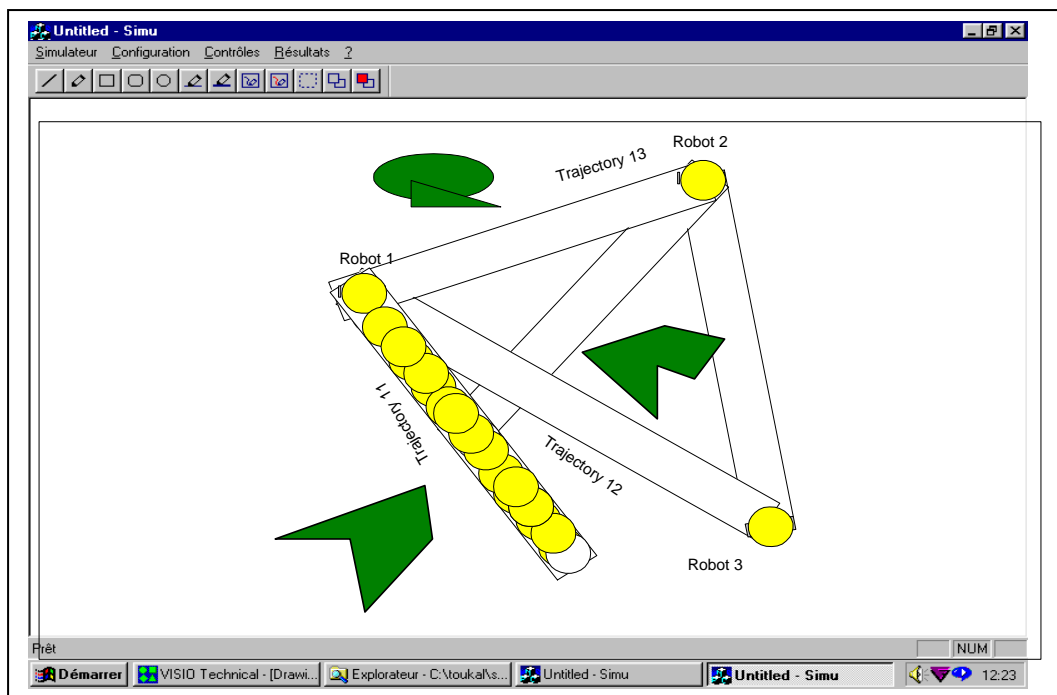 Untitled - Simu
Simulateur Configuration Contrôles Résultats ?
Robot 2
Trajectory 13
Robot 1
Trajectory 11
Trajectory 12
Robot 3
Prêt NUM
Démarrer VISIO Technical - [Drawi... Explorateur - C:\toukal\s... Untitled - Simu Untitled - Simu 12:23